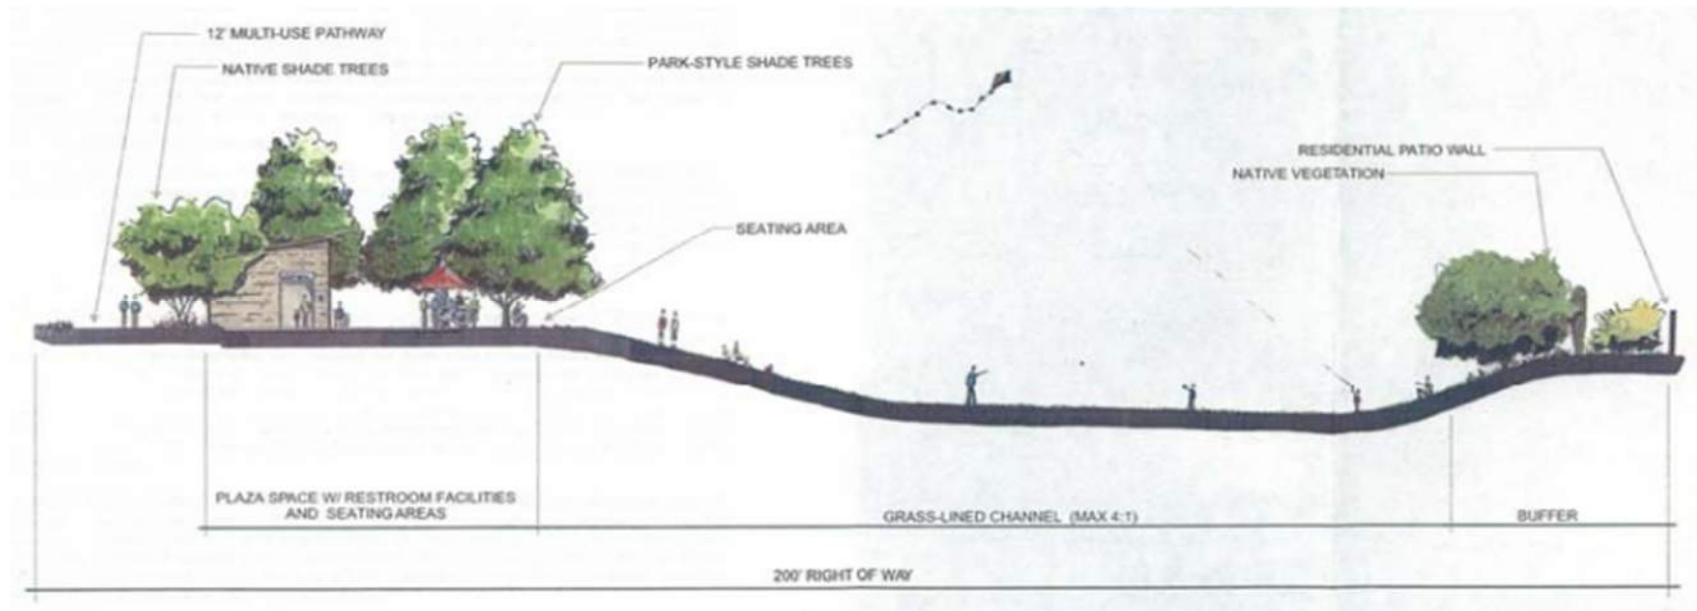 12' MULTI-USE PATHWAY
NATIVE SHADE TREES
PARK-STYLE SHADE TREES
RESIDENTIAL PATIO WALL
NATIVE VEGETATION
SEATING AREA
PLAZA SPACE W/ RESTROOM FACILITIES
AND SEATING AREAS
GRASS-LINED CHANNEL (MAX 4:1)
BUFFER
200' RIGHT OF WAY